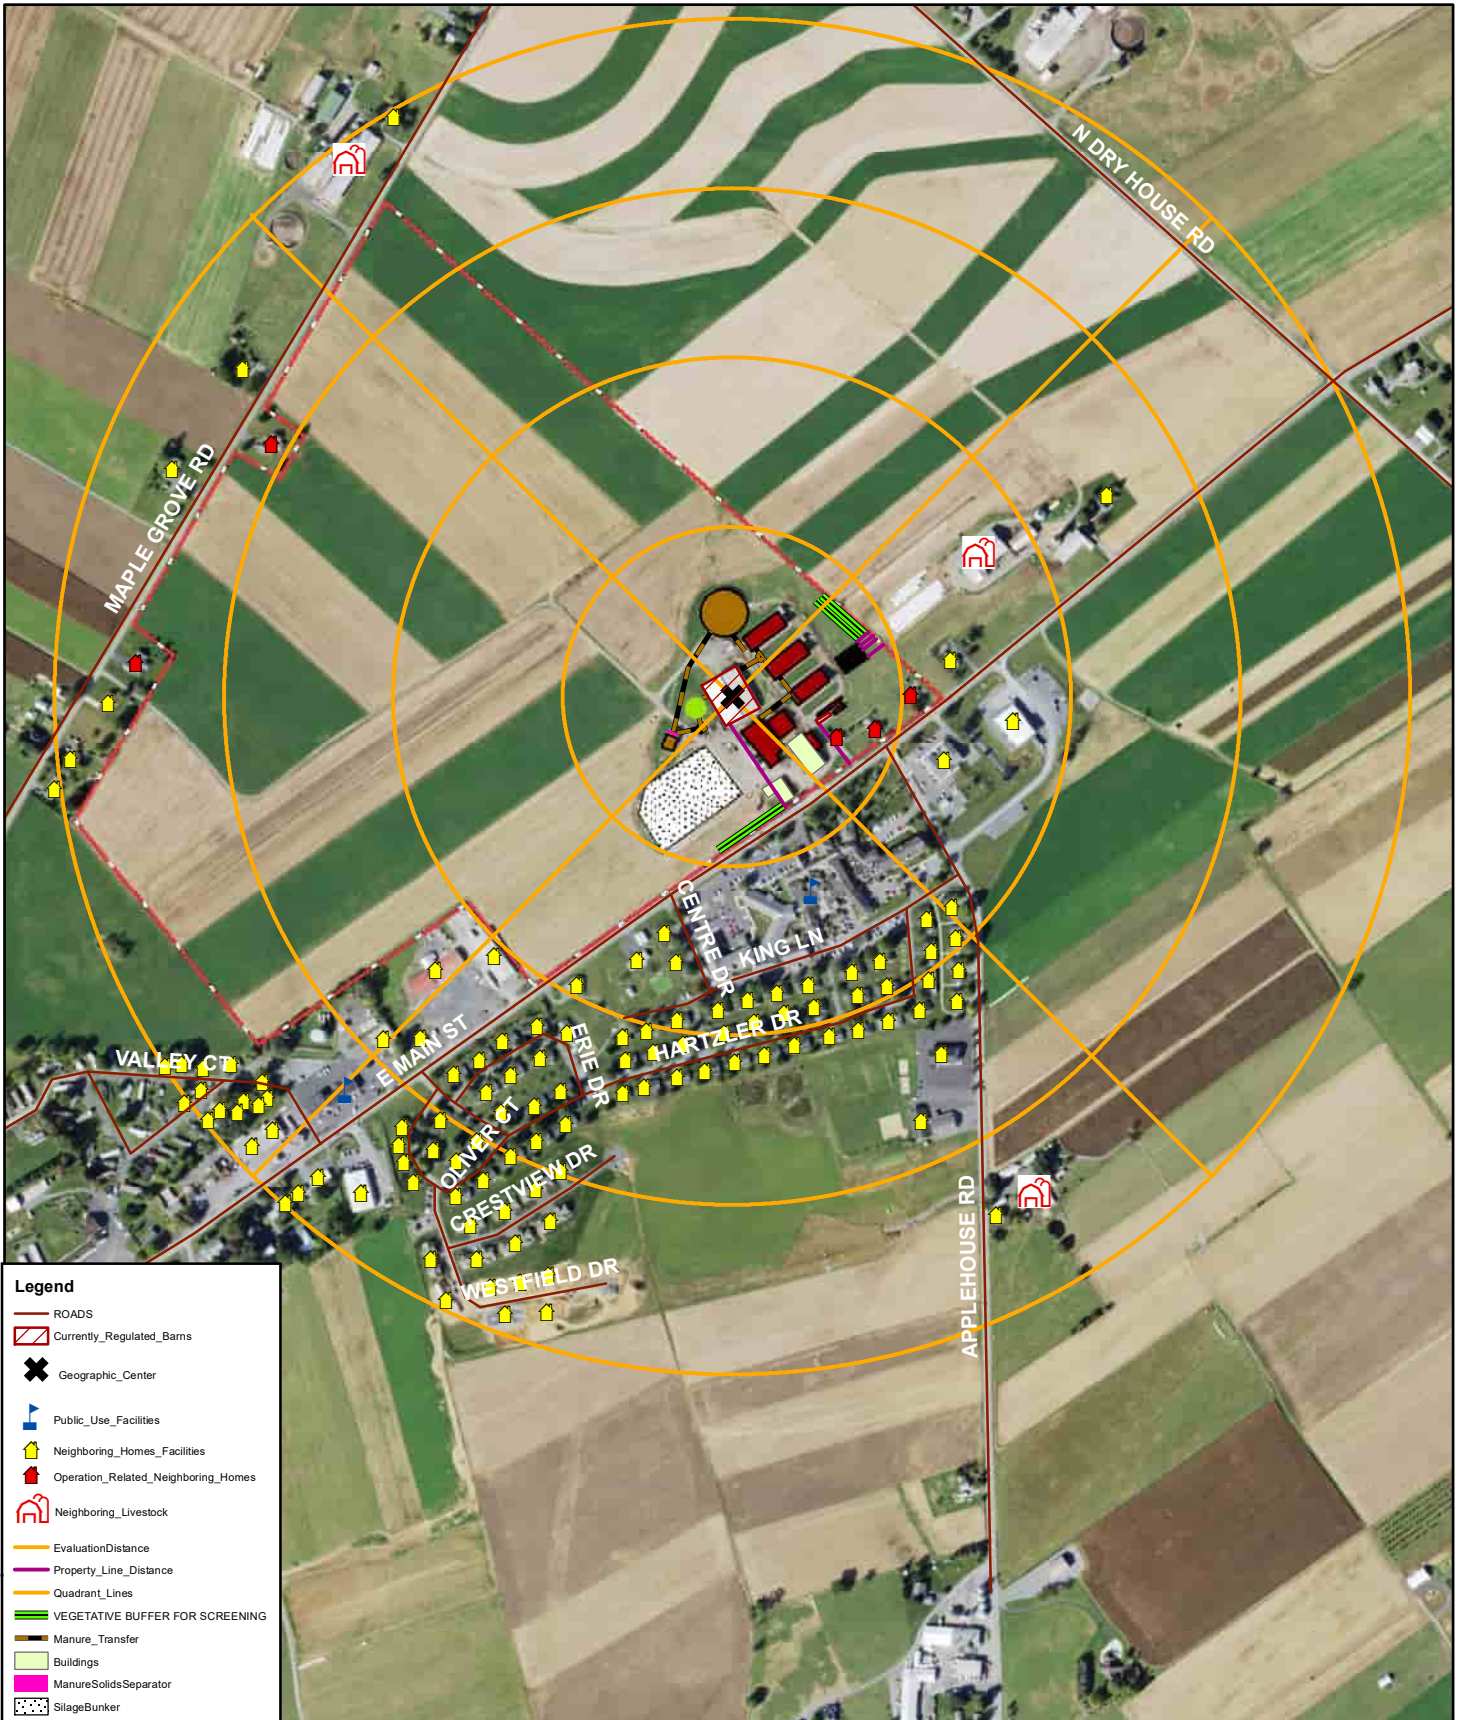 N DRY HOUSE RD
MAPLE GROVE RD
CENTRE DR
KING LN
HARTZLER DR
ERIE DR
E MAIN ST
VALLEY CT
OLIVER CT
CRESTVIEW DR
WESTFIELD DR
APPLEHOUSE RD
Legend
ROADS
Currently_Regulated_Barns
Geographic_Center
Public_Use_Facilities
Neighboring_Homes_Facilities
Operation_Related_Neighboring_Homes
Neighboring_Livestock
EvaluationDistance
Property_Line_Distance
Quadrant_Lines
VEGETATIVE BUFFER FOR SCREENING
Manure_Transfer
Buildings
ManureSolidsSeparator
SilageBunker